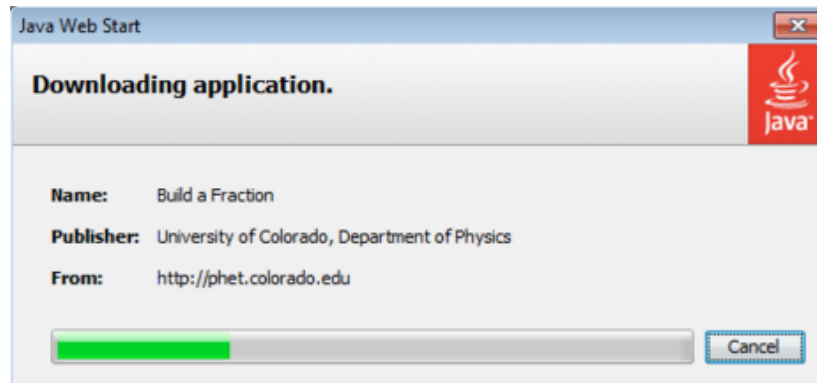 Java Web Start
Downloading application.
Java
Name: Build a Fraction
Publisher: University of Colorado, Department of Physics
From: http://phet.colorado.edu
Cancel